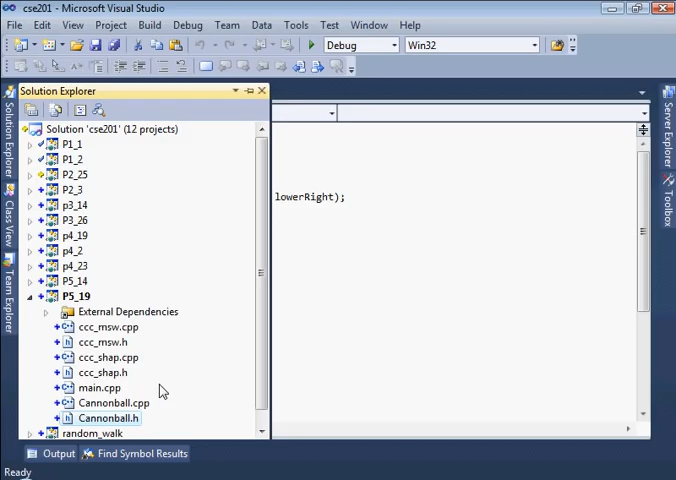 cse201 - Microsoft Visual Studio
File Edit View Project Build Debug Team Data Tools Test Window Help
Debug Win32
Solution Explorer
Solution 'cse201' (12 projects)
P1_1
P1_2
P2_25
P2_3
p3_14
P3_26
p4_19
p4_2
p4_23
P5_14
P5_19
External Dependencies
ccc_msw.cpp
ccc_msw.h
ccc_shap.cpp
ccc_shap.h
main.cpp
Cannonball.cpp
Cannonball.h
random_walk
lowerRight);
Solution Explorer
Class View
Team Explorer
Server Explorer
Toolbox
Output Find Symbol Results
Ready